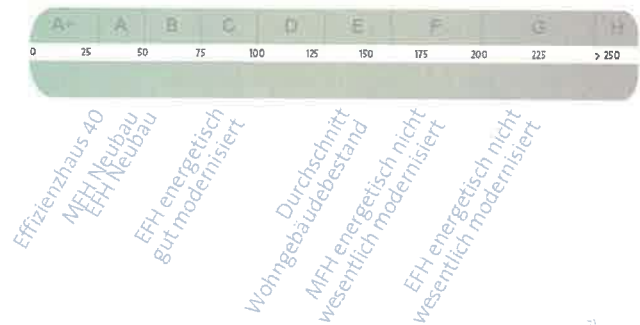 A+ A B C D E F G H
0 25 50 75 100 125 150 175 200 225 > 250
Effizienzhaus 40
MFH Neubau
EFH Neubau
EFH energetisch
gut modernisiert
Durchschnitt
Wohngebäudebestand
MFH energetisch nicht
wesentlich modernisiert
EFH energetisch nicht
wesentlich modernisiert